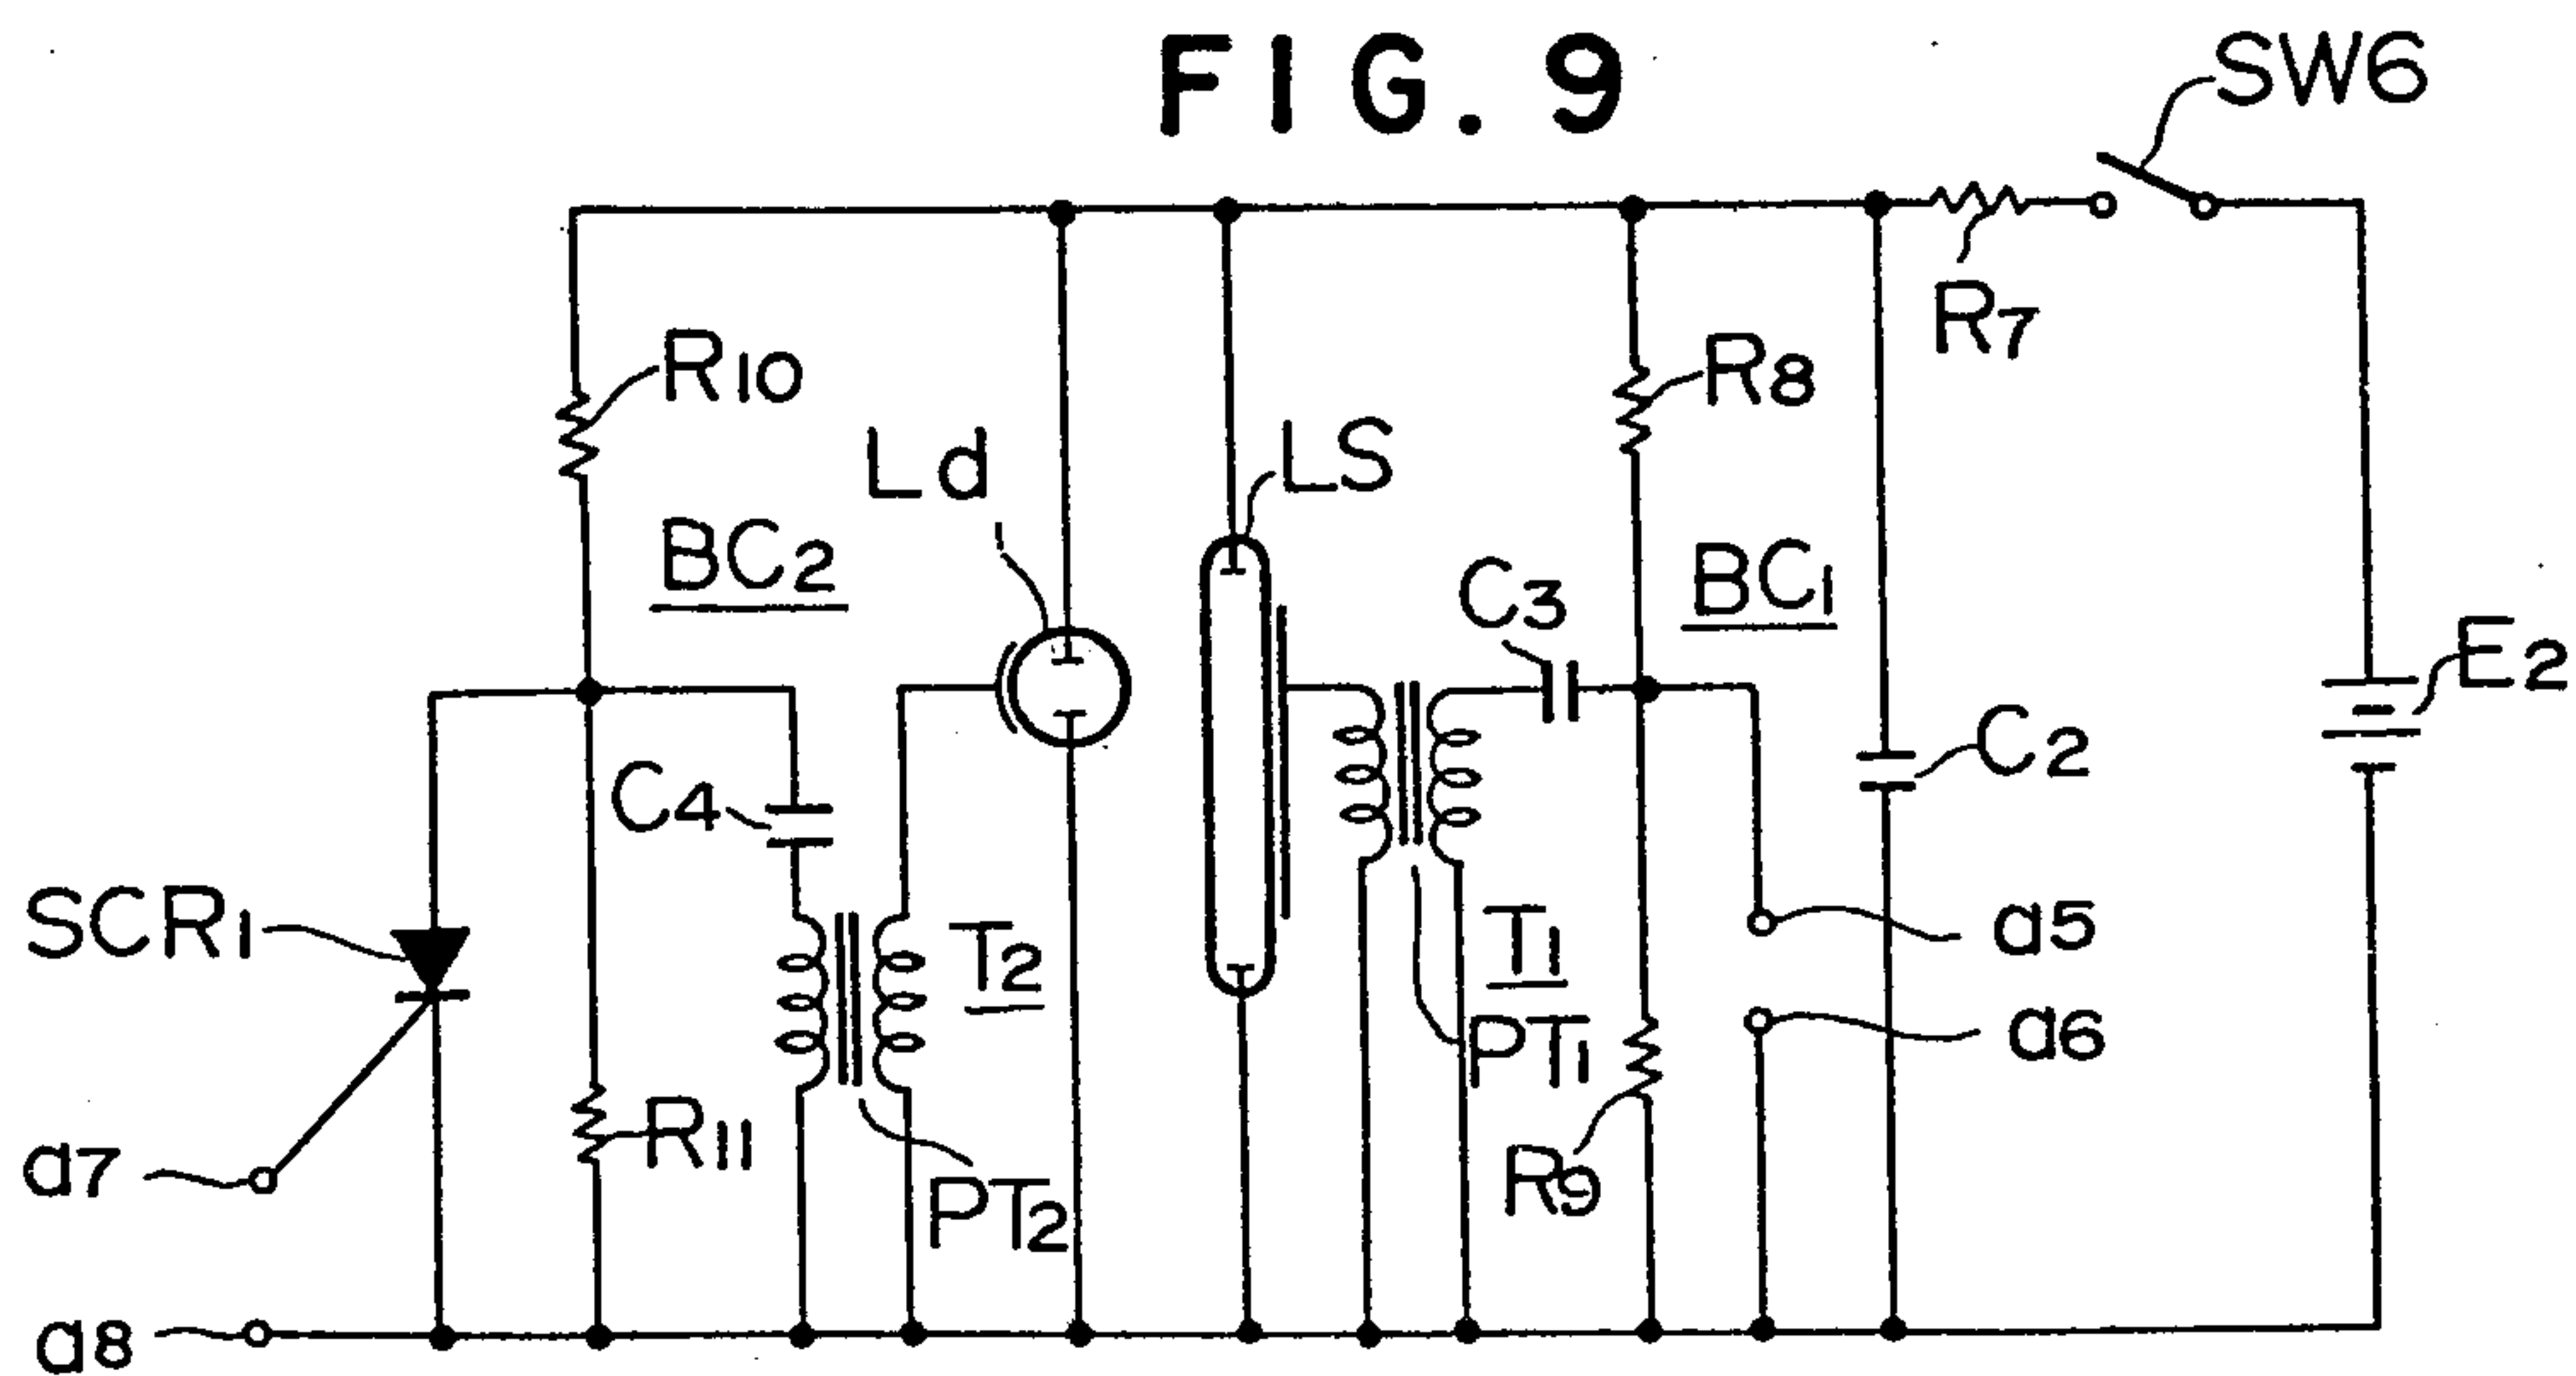 FIG. 9
SW6
R7
R10
R8
Ld
LS
BC2
C3
BC1
E2
C4
C2
SCR1
T2
T1
a5
PT1
a6
R11
a7
PT2
R9
a8